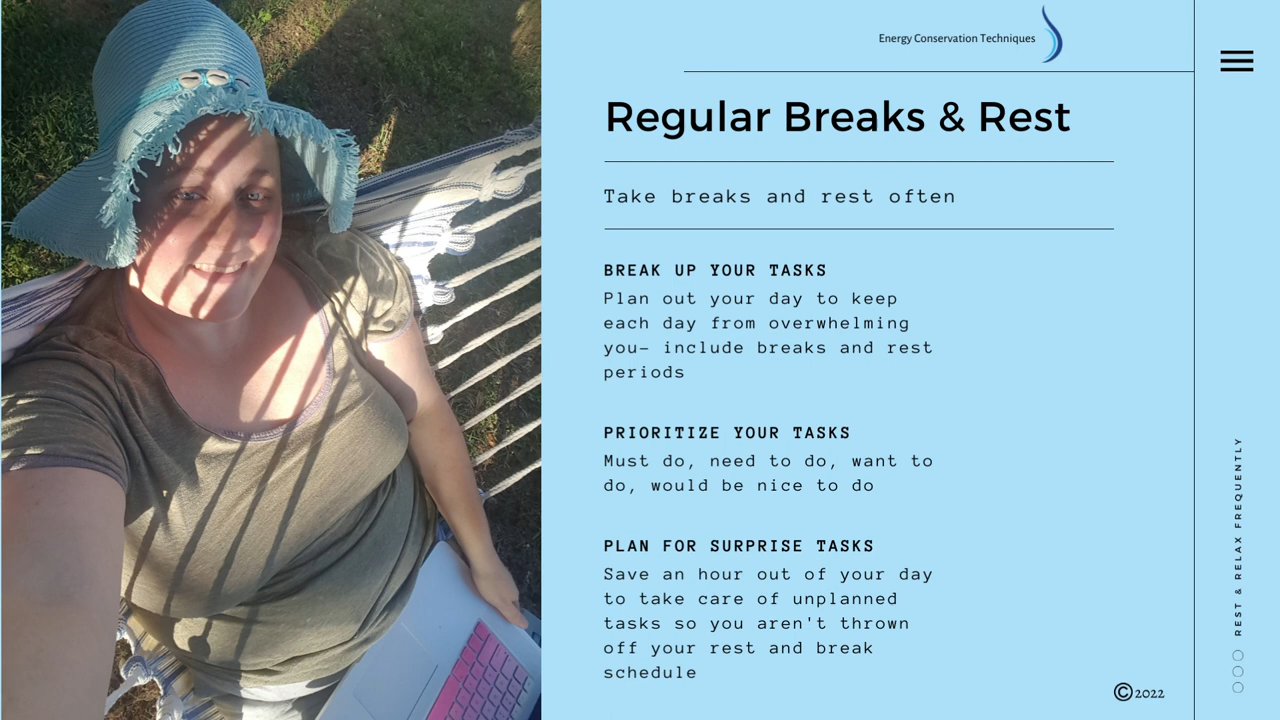 Energy Conservation Techniques
Regular Breaks & Rest
Take breaks and rest often
BREAK UP YOUR TASKS
Plan out your day to keep
each day from overwhelming
you- include breaks and rest
periods
PRIORITIZE YOUR TASKS
Must do, need to do, want to
do, would be nice to do
PLAN FOR SURPRISE TASKS
Save an hour out of your day
to take care of unplanned
tasks so you aren't thrown
off your rest and break
schedule
REST & RELAX FREQUENTLY
©2022